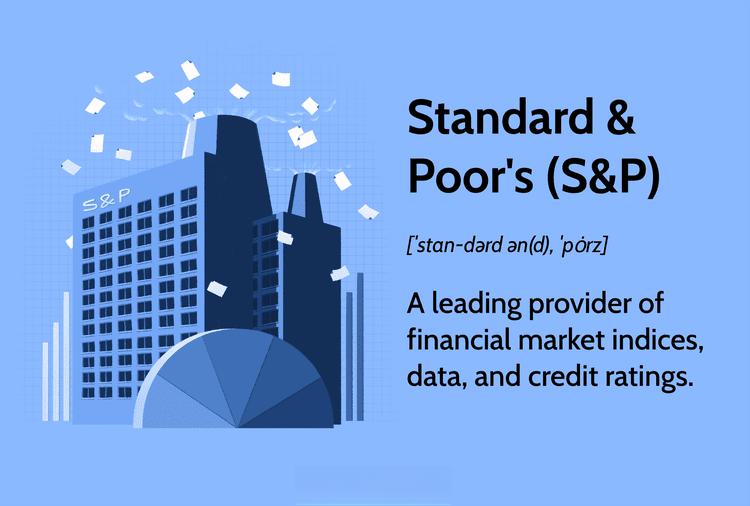 S&P
Standard &
Poor's (S&P)
[ˈstan-dərd ən(d), ˈpȯrz]
A leading provider of
financial market indices,
data, and credit ratings.